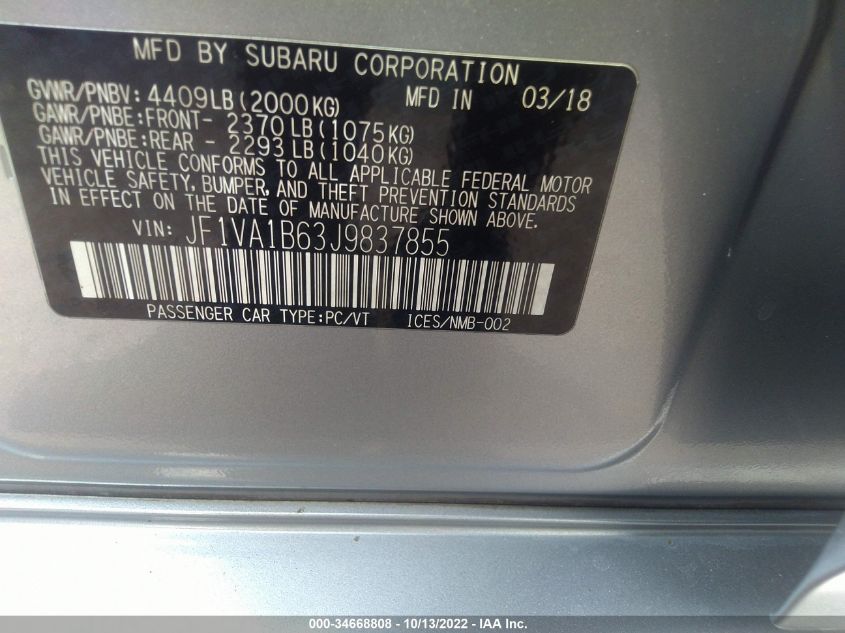 MFD BY SUBARU CORPORATION
GVWR/PNBV: 4409LB(2000KG) MFD IN 03/18
GAWR/PNBE:FRONT- 2370LB(1075KG)
GAWR/PNBE:REAR - 2293LB(1040KG)
THIS VEHICLE CONFORMS TO ALL APPLICABLE FEDERAL MOTOR
VEHICLE SAFETY, BUMPER, AND THEFT PREVENTION STANDARDS
IN EFFECT ON THE DATE OF MANUFACTURE SHOWN ABOVE.
VIN: JF1VA1B63J9837855
PASSENGER CAR TYPE:PC/VT ICES/NMB-002
000-34668808 - 10/13/2022 - IAA Inc.